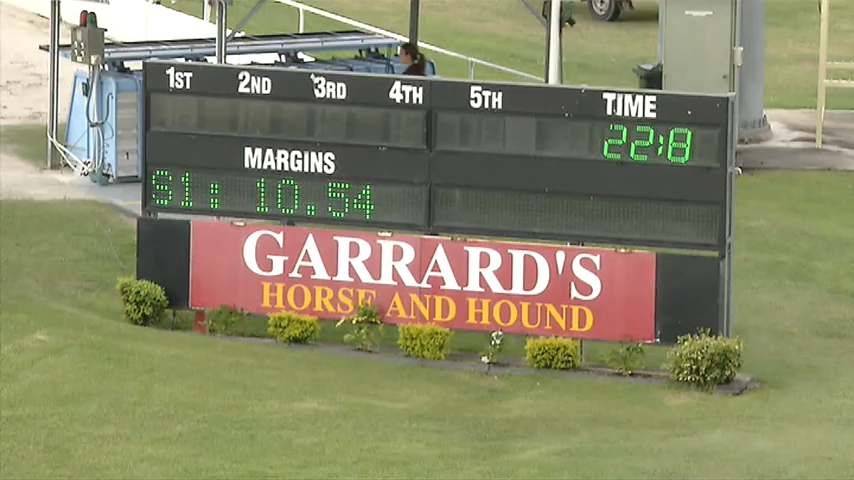 1ST 2ND 3RD 4TH 5TH TIME
22:8
MARGINS
S1: 10.54
GARRARD'S
HORSE AND HOUND